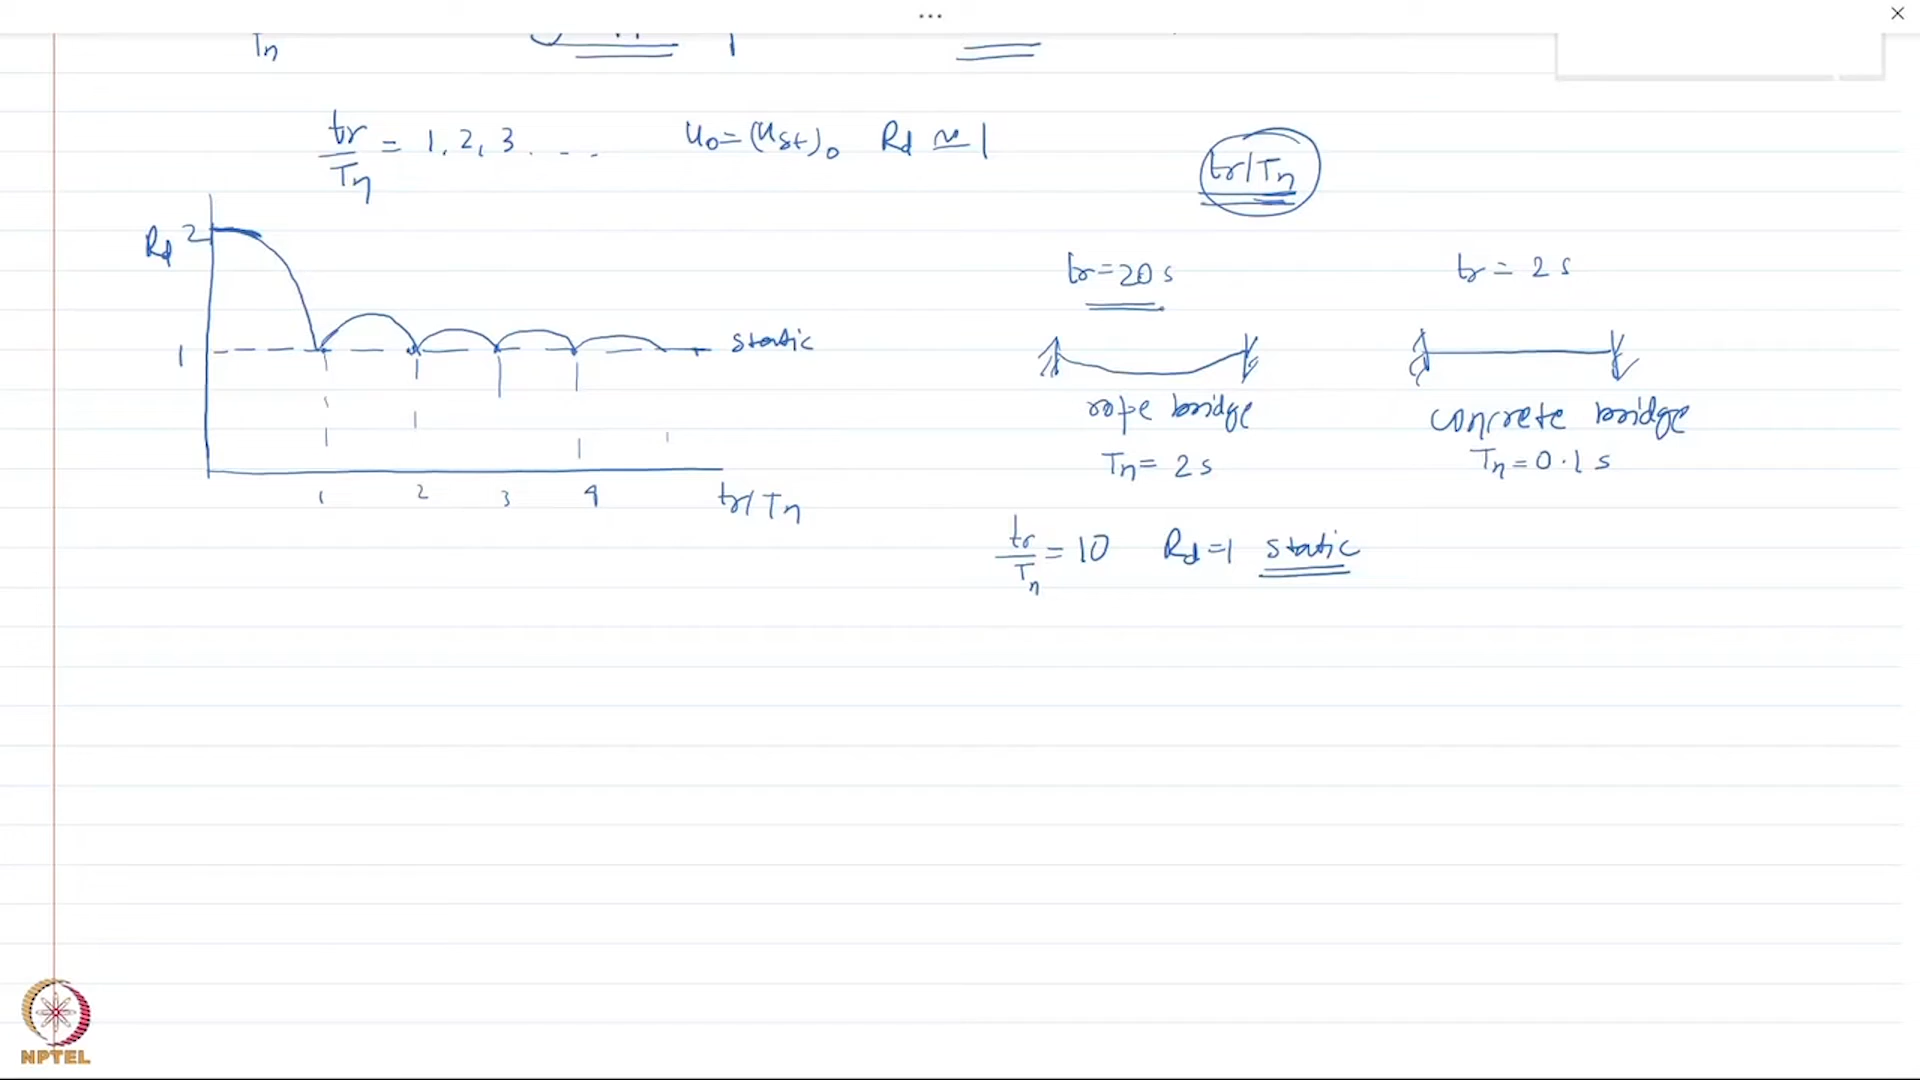 Tn
tr/Tn = 1, 2, 3 . - -    u0 = (ust)0    Rd ≃ 1
tr/Tn
Rd 2
1
static
1 2 3 4 tr/Tn
tr = 20 s    tr = 2 s
rope bridge    concrete bridge
Tn = 2 s    Tn = 0.1 s
tr/Tn = 10    Rd = 1    static
NPTEL